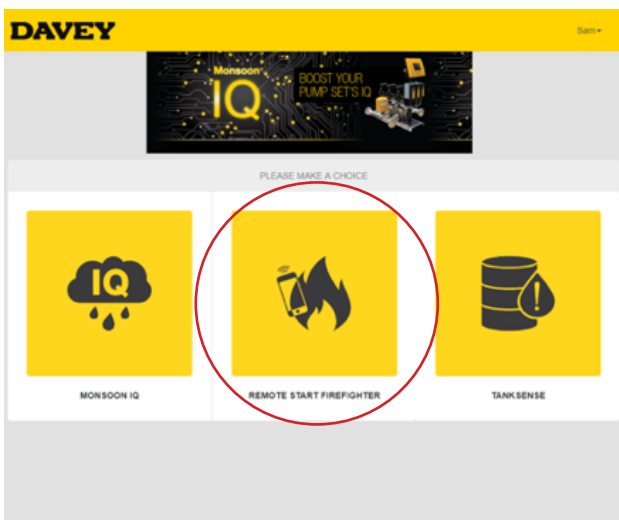 DAVEY
Sam
Monsoon
IQ
BOOST YOUR
PUMP SET'S IQ
PLEASE MAKE A CHOICE
IQ
MONSOON IQ
REMOTE START FIREFIGHTER
TANKSENSE